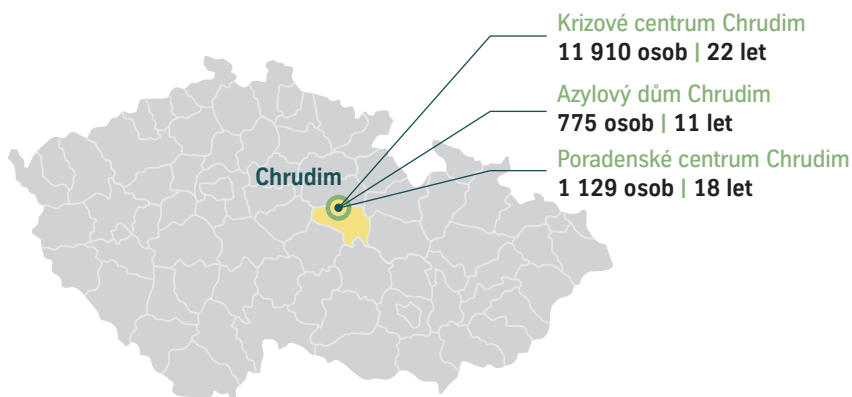 Krizové centrum Chrudim
11 910 osob | 22 let
Azylový dům Chrudim
775 osob | 11 let
Poradenské centrum Chrudim
1 129 osob | 18 let
Chrudim